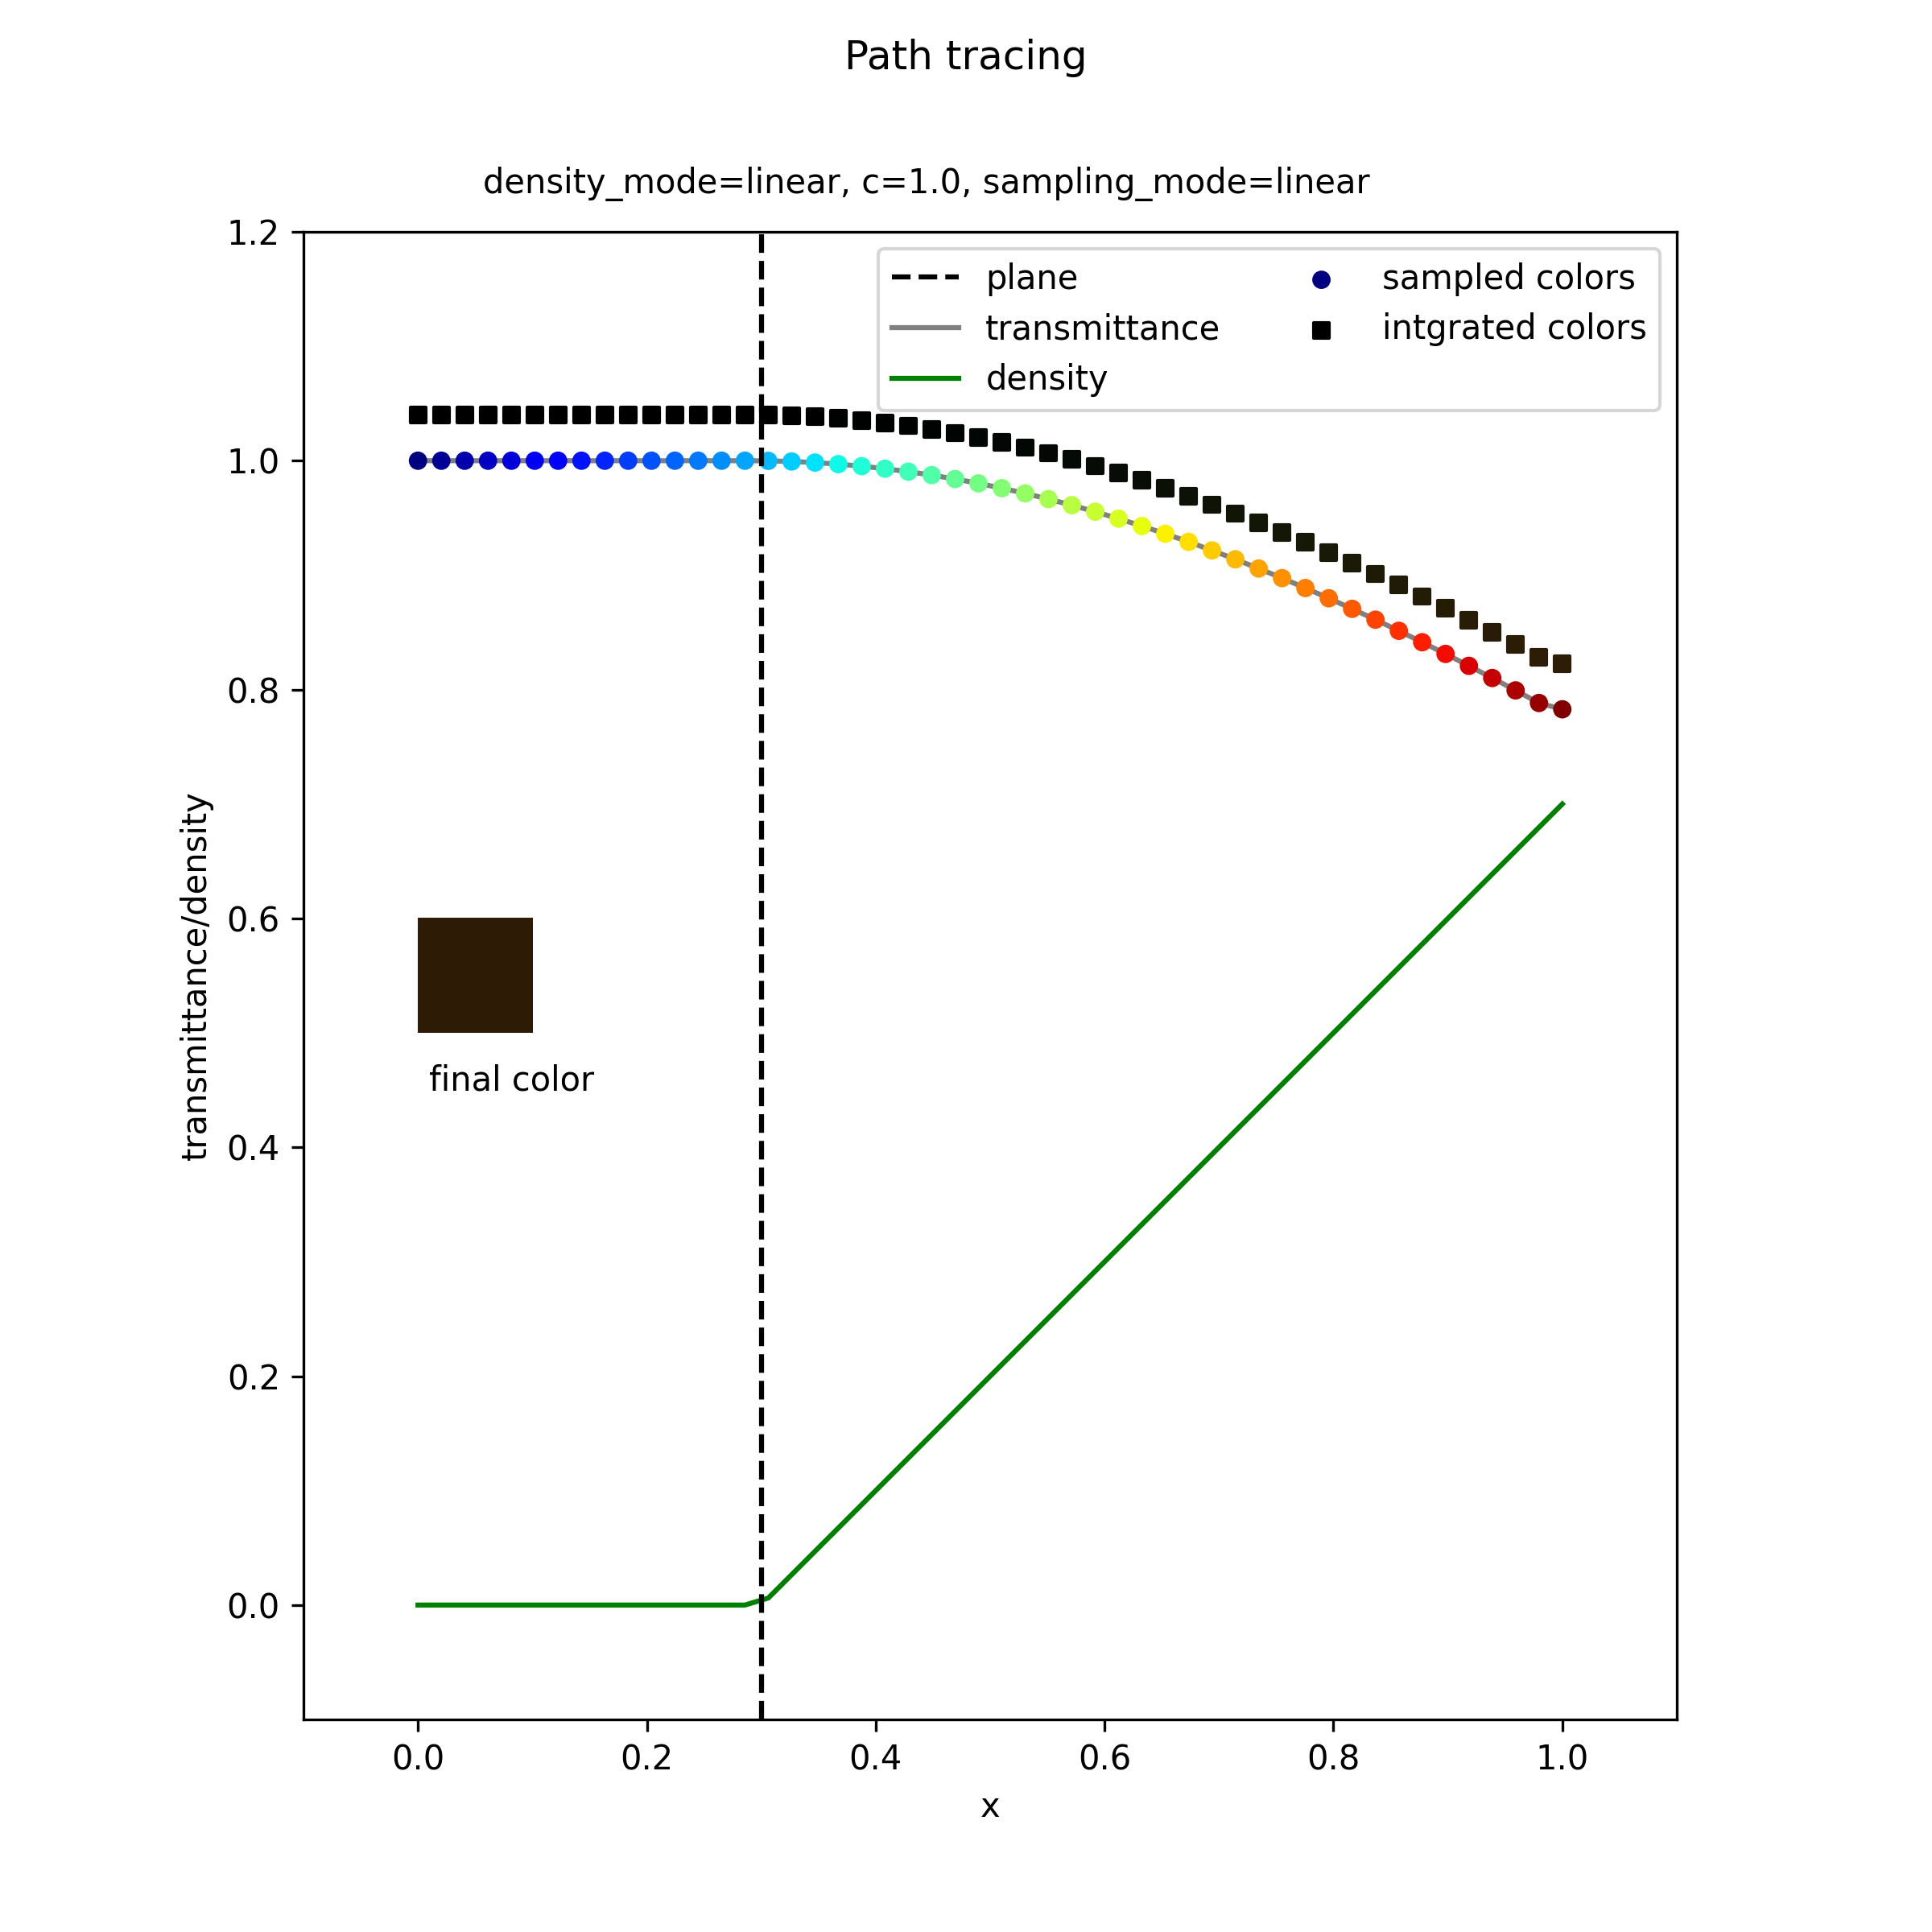 Path tracing
density_mode=linear, c=1.0, sampling_mode=linear
plane
transmittance
density
sampled colors
intgrated colors
1.2
1.0
0.8
0.6
0.4
0.2
0.0
transmittance/density
final color
0.0 0.2 0.4 0.6 0.8 1.0
x